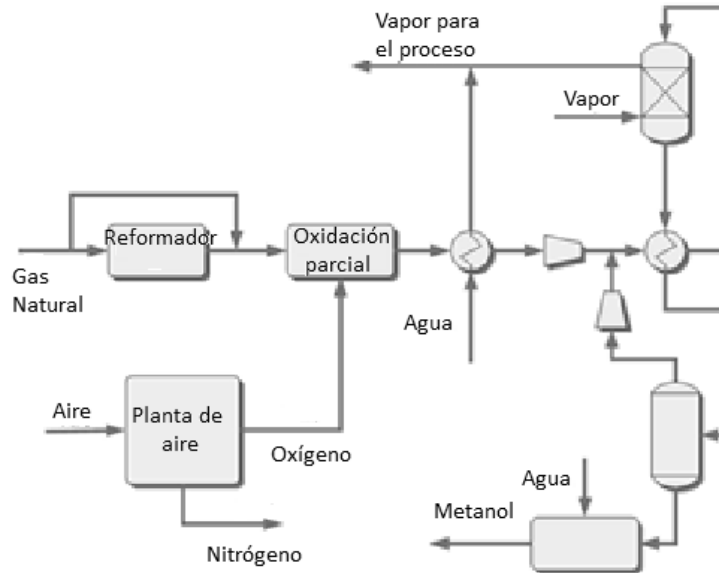 Vapor para
el proceso
Vapor
Reformador
Oxidación
parcial
Gas
Natural
Agua
Aire
Planta de
aire
Oxígeno
Agua
Metanol
Nitrógeno